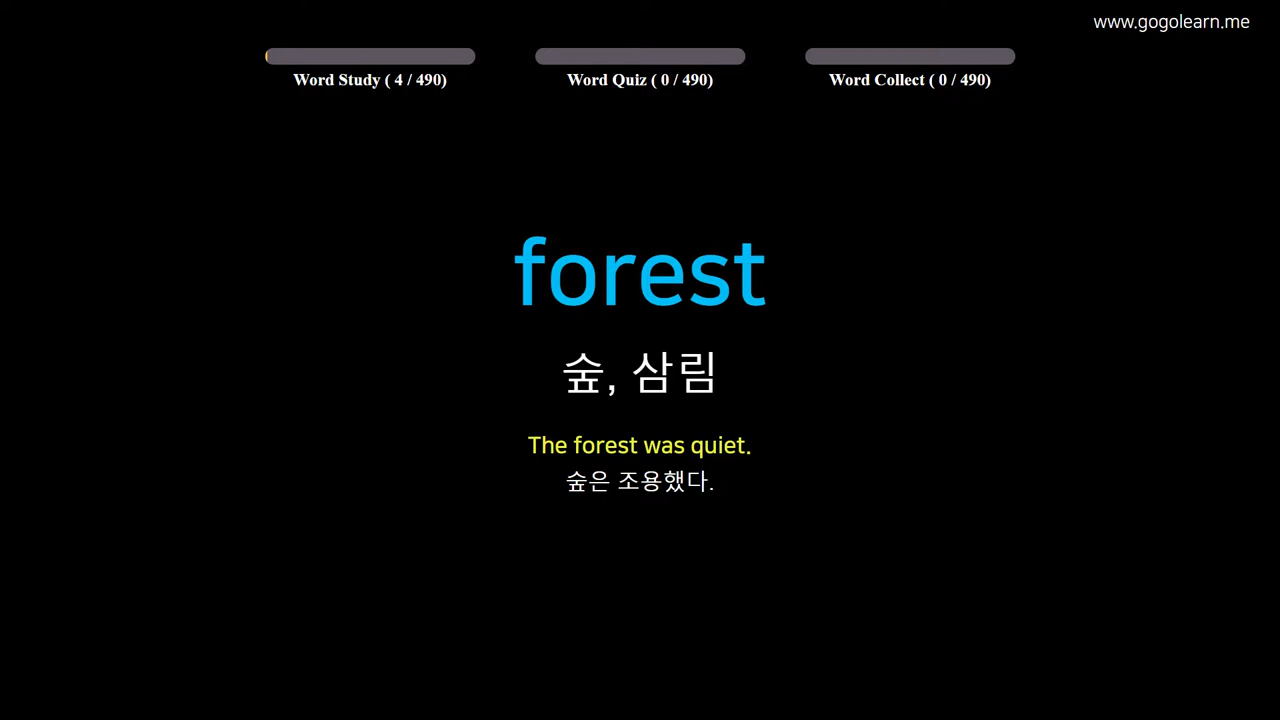 www.gogolearn.me
Word Study ( 4 / 490)
Word Quiz ( 0 / 490)
Word Collect ( 0 / 490)
forest
숲, 삼림
The forest was quiet.
숲은 조용했다.